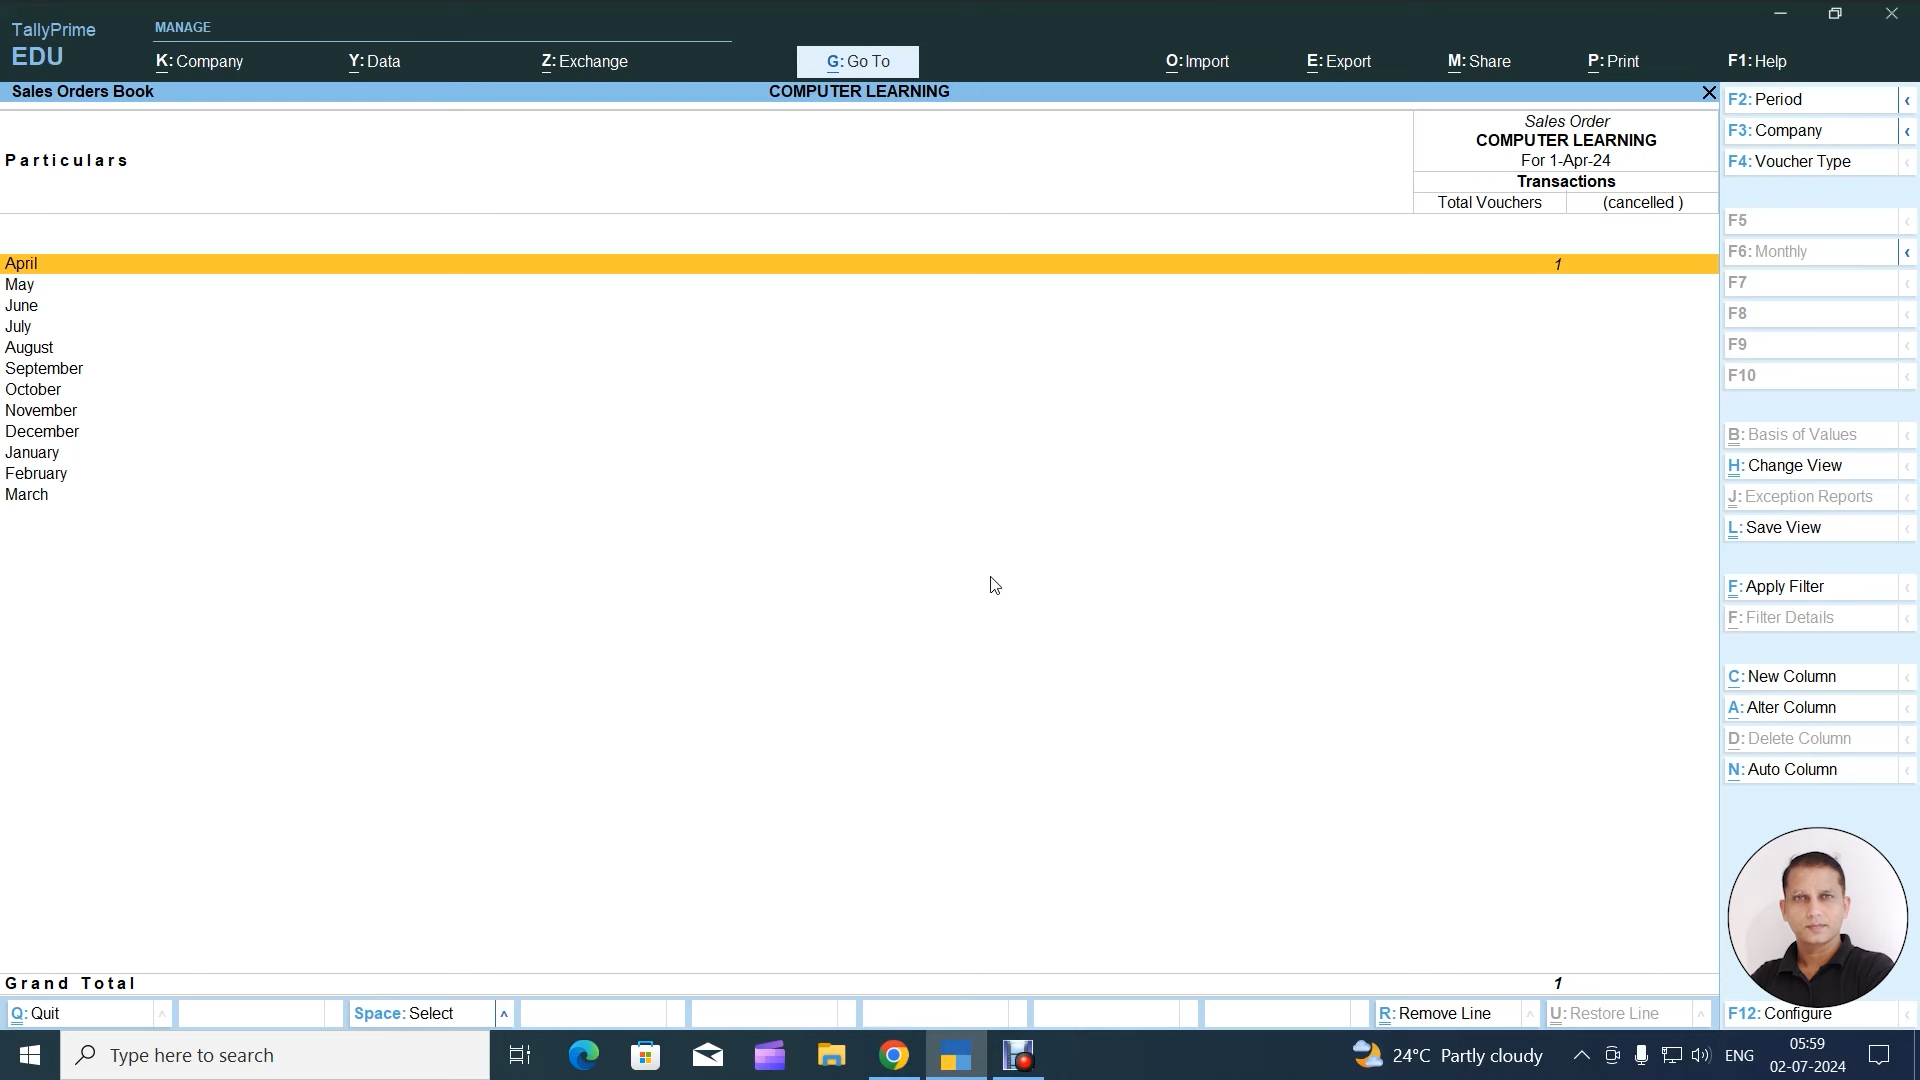 TallyPrime
EDU
MANAGE
K: Company
Y: Data
Z: Exchange
G: Go To
O: Import
E: Export
M: Share
P: Print
F1: Help
Sales Orders Book
COMPUTER LEARNING
Particulars
Sales Order
COMPUTER LEARNING
For 1-Apr-24
Transactions
Total Vouchers
(cancelled )
April 1
May
June
July
August
September
October
November
December
January
February
March
Grand Total 1
F2: Period
F3: Company
F4: Voucher Type
F5
F6: Monthly
F7
F8
F9
F10
B: Basis of Values
H: Change View
J: Exception Reports
L: Save View
F: Apply Filter
F: Filter Details
C: New Column
A: Alter Column
D: Delete Column
N: Auto Column
F12: Configure
Q: Quit
Space: Select
R: Remove Line
U: Restore Line
Type here to search
24°C Partly cloudy
ENG
05:59
02-07-2024